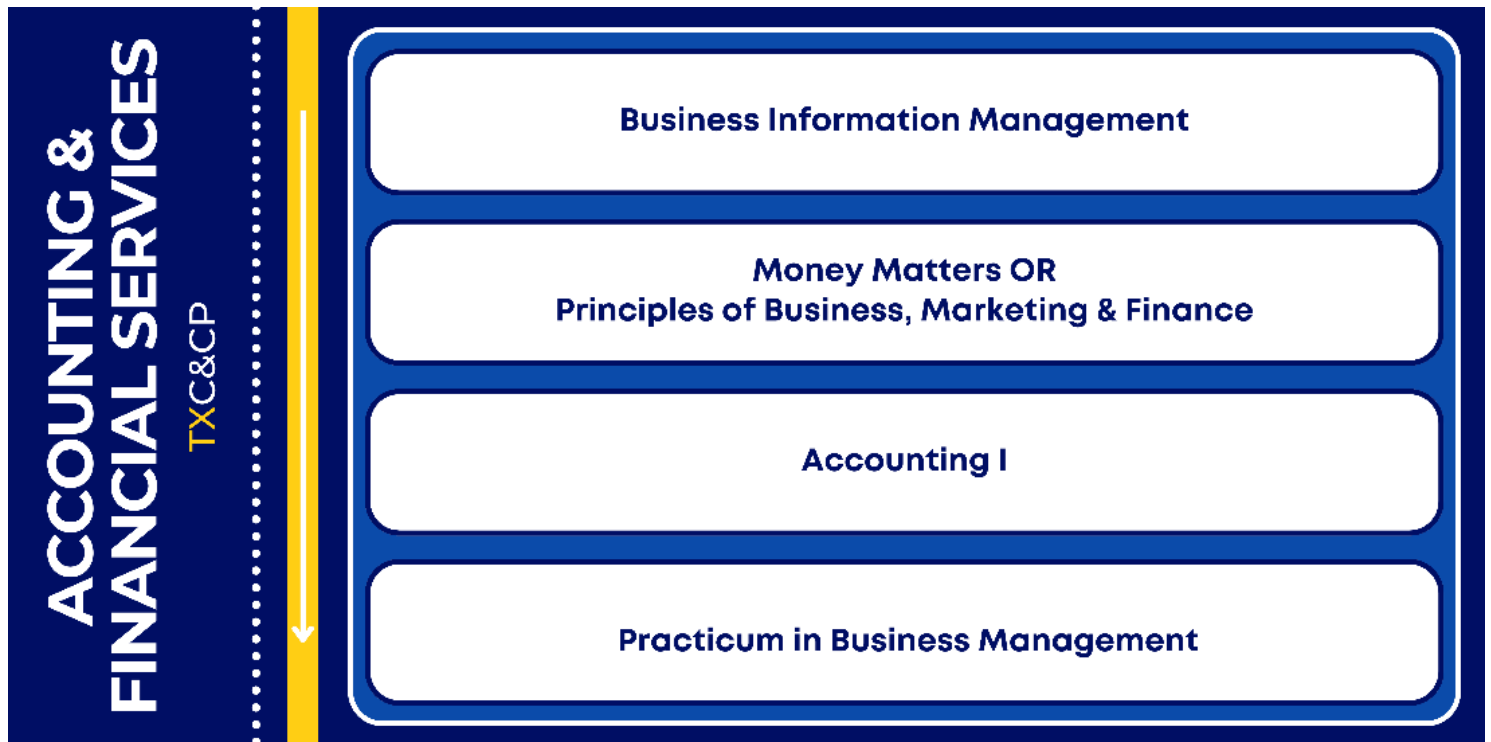 ACCOUNTING &
FINANCIAL SERVICES
TXC&CP
Business Information Management
Money Matters OR
Principles of Business, Marketing & Finance
Accounting I
Practicum in Business Management